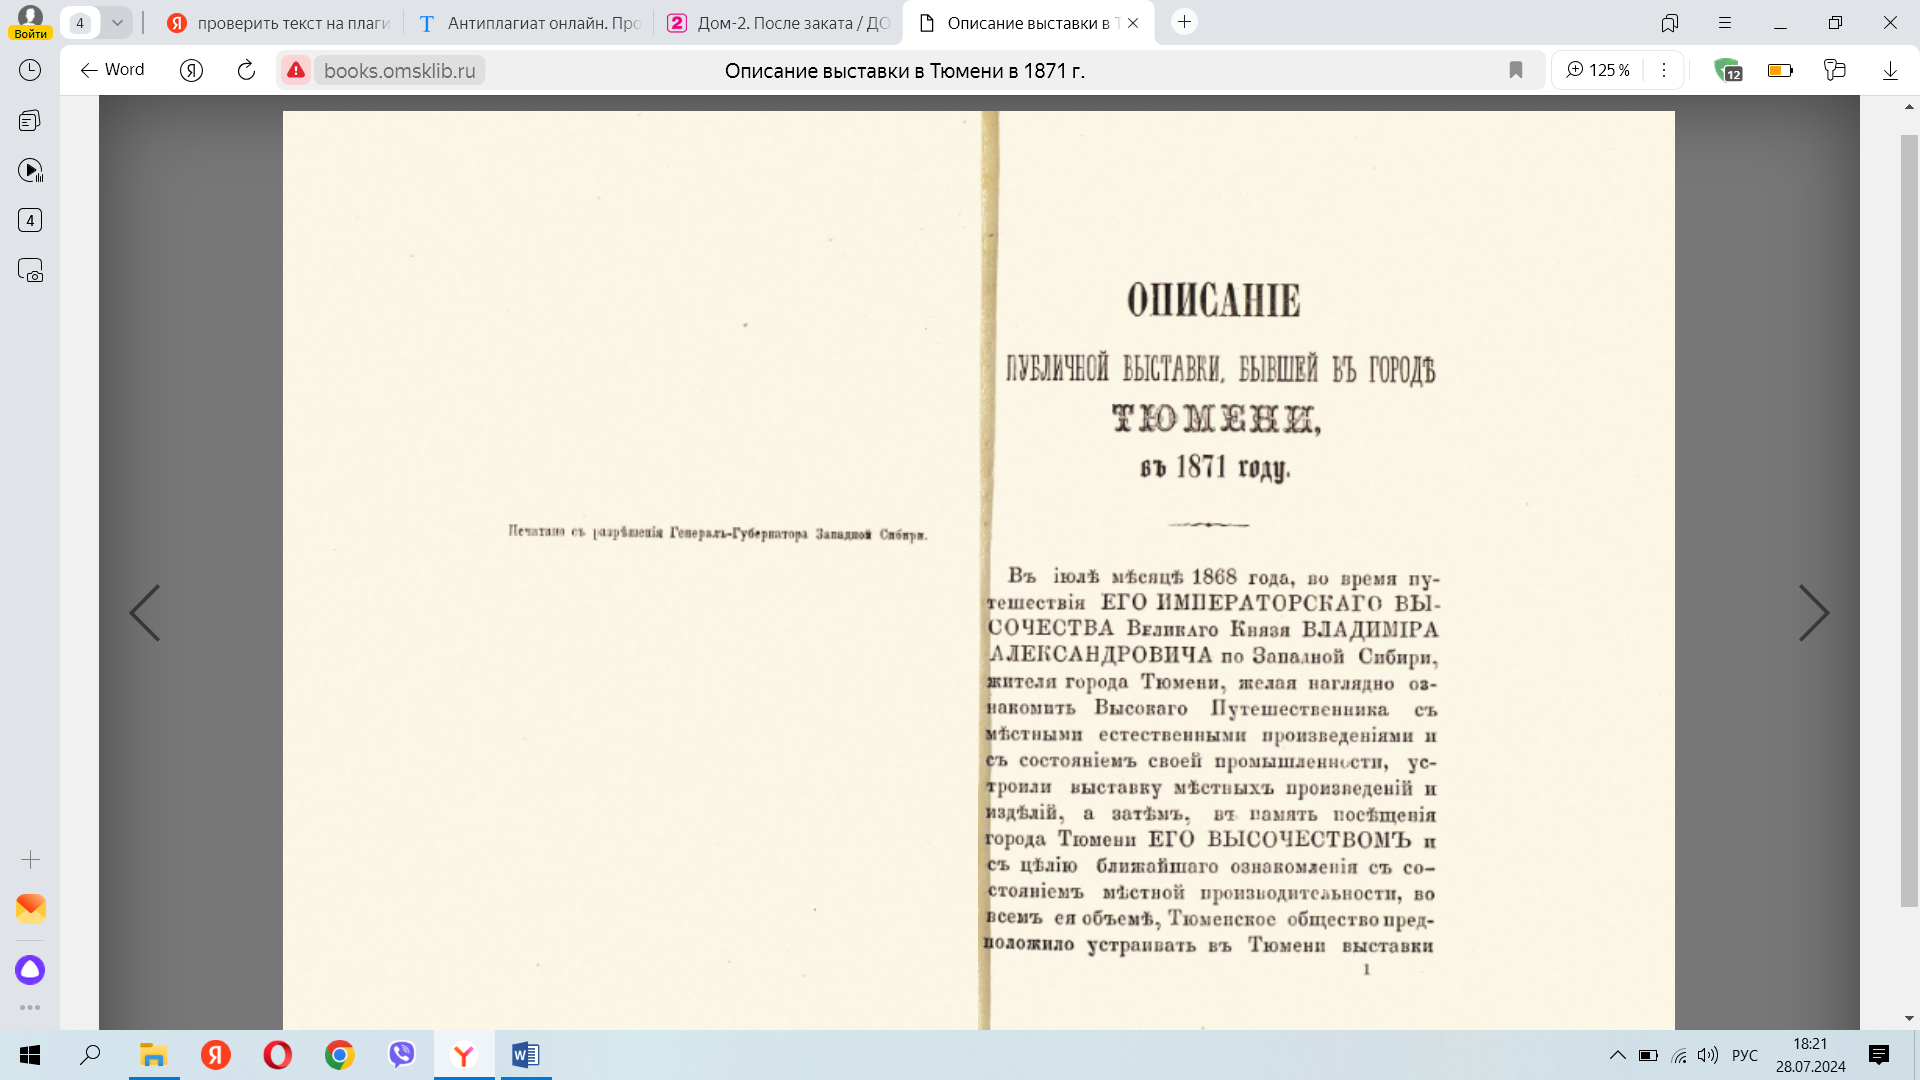 Войти
4
проверить текст на плаги
Антиплагиат онлайн. Про
Дом-2. После заката / ДО
Описание выставки в Т
Word
books.omsklib.ru
Описание выставки в Тюмени в 1871 г.
125 %
12
4
Печатано съ разрѣшенія Генералъ-Губернатора Западной Сибири.
ОПИСАНІЕ
ПУБЛИЧНОЙ ВЫСТАВКИ, БЫВШЕЙ ВЪ ГОРОДѢ
ТЮМЕНИ,
въ 1871 году.
Въ іюлѣ мѣсяцѣ 1868 года, во время пу-
тешествія ЕГО ИМПЕРАТОРСКАГО ВЫ-
СОЧЕСТВА Великаго Князя ВЛАДИМІРА
АЛЕКСАНДРОВИЧА по Западной Сибири,
жителя города Тюмени, желая наглядно оз-
накомить Высокаго Путешественника съ
мѣстными естественными произведеніями и
съ состояніемъ своей промышленности, ус-
троили выставку мѣстныхъ произведеній и
издѣлій, а затѣмъ, въ память посѣщенія
города Тюмени ЕГО ВЫСОЧЕСТВОМЪ и
съ цѣлію ближайшаго ознакомленія съ со-
стояніемъ мѣстной производительности, во
всемъ ея объемѣ, Тюменское общество пред-
положило устраивать въ Тюмени выставки
1
РУС
18:21
28.07.2024